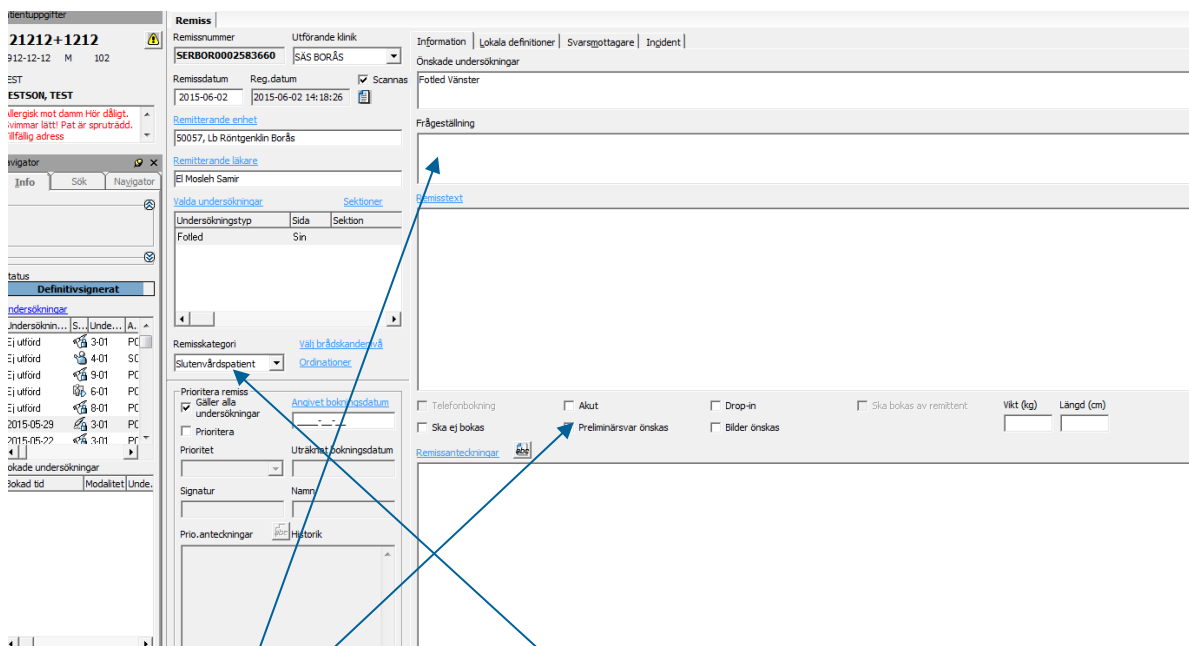 tientuppgifter
21212+1212
912-12-12 M 102
EST
ESTSON, TEST
Allergisk mot damm Hör dåligt.
Svimmar lätt! Pat är spruträdd.
Tillfällig adress
avigator
Info Sök Navigator
tatus
Definitivsignerat
ndersökningar
Undersöknin... S... Unde... A.
Ej utförd 3-01 PC
Ej utförd 4-01 SC
Ej utförd 9-01 PC
Ej utförd 6-01 PC
Ej utförd 8-01 PC
2015-05-29 3-01 PC
2015-05-22 3-01 PC
okade undersökningar
Bokad tid Modalitet Unde.
Remiss
Remissnummer Utförande klinik
SERBOR0002583660 SÄS BORÅS
Remissdatum Reg.datum Scannas
2015-06-02 2015-06-02 14:18:26
Remitterande enhet
50057, Lb Röntgenklin Borås
Remitterande läkare
El Mosleh Samir
Valda undersökningar Sektioner
Undersökningstyp Sida Sektion
Fotled Sin
Remisskategori Välj brådskandenivå
Slutenvårdspatient Ordinationer
Prioritera remiss
Gäller alla undersökningar Angivet bokningsdatum
____-__-__
Prioritera
Prioritet Uträknat bokningsdatum
Signatur Namn
Prio.anteckningar abc Historik
Information Lokala definitioner Svarsmottagare Incident
Önskade undersökningar
Fotled Vänster
Frågeställning
Remisstext
Telefonbokning Akut Drop-in Ska bokas av remittent Vikt (kg) Längd (cm)
Ska ej bokas Preliminärsvar önskas Bilder önskas
Remissanteckningar abc